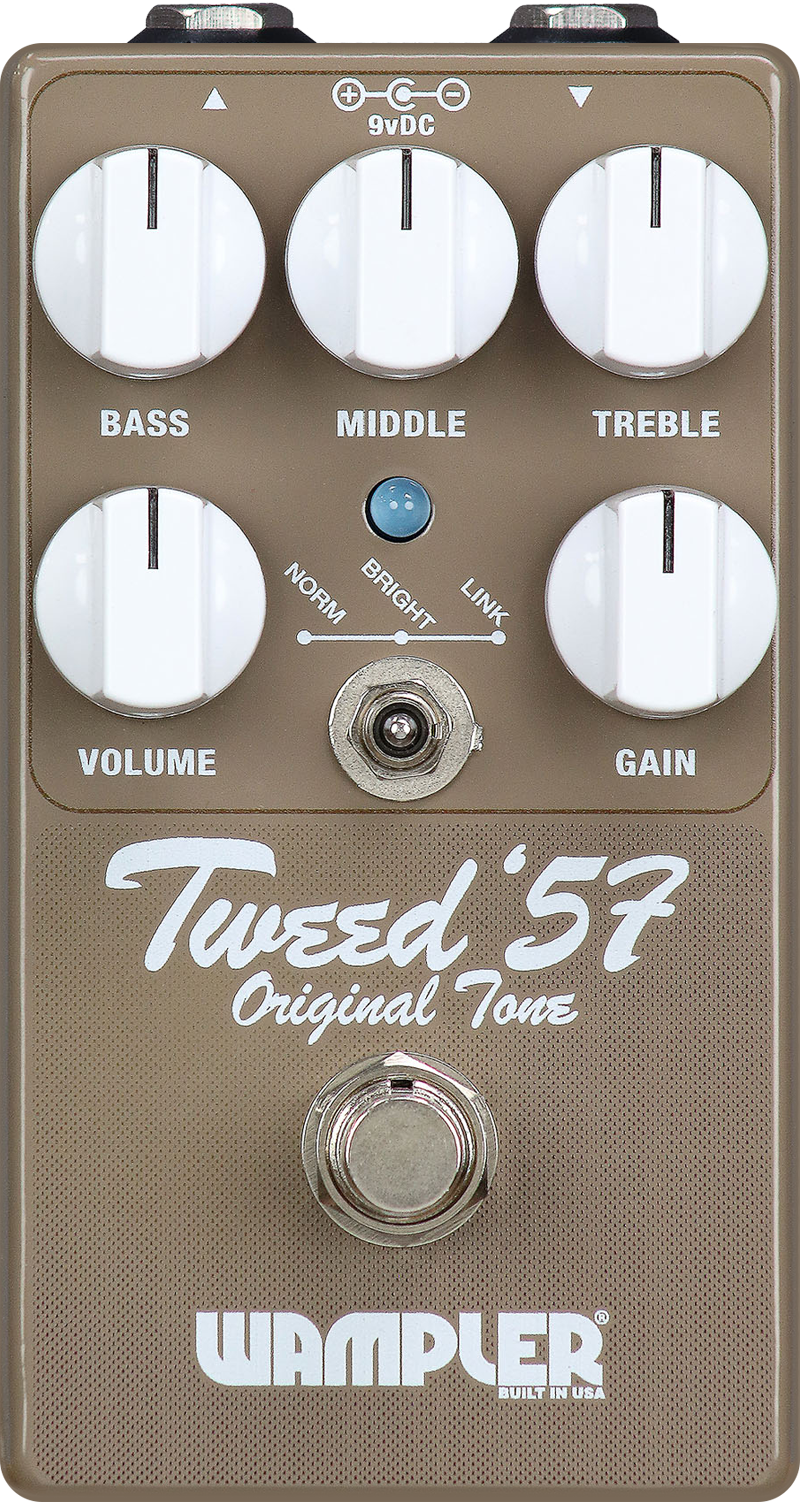 9vDC
BASS MIDDLE TREBLE
NORM BRIGHT LINK
VOLUME GAIN
Tweed '57
Original Tone
WAMPLER®
BUILT IN USA